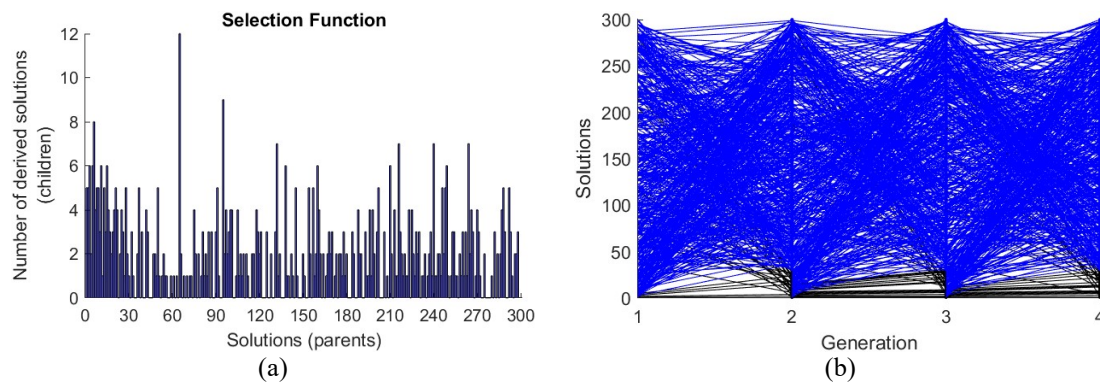 Selection Function
12
10
8
6
4
2
0
Number of derived solutions
(children)
0 30 60 90 120 150 180 210 240 270 300
Solutions (parents)
(a)
300
250
200
150
100
50
0
Solutions
1 2 3 4
Generation
(b)